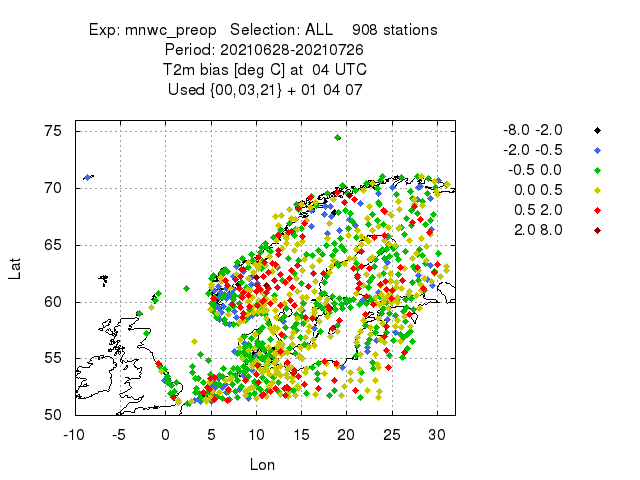 Exp: mnwc_preop Selection: ALL 908 stations
Period: 20210628-20210726
T2m bias [deg C] at 04 UTC
Used {00,03,21} + 01 04 07
75
70
65
60
55
50
Lat
-10 -5 0 5 10 15 20 25 30
Lon
-8.0 -2.0
-2.0 -0.5
-0.5 0.0
0.0 0.5
0.5 2.0
2.0 8.0